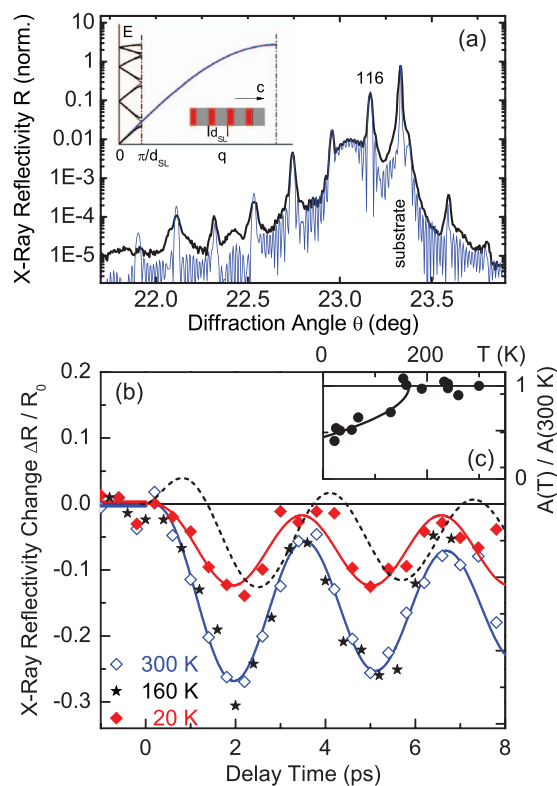 (a)
X-Ray Reflectivity R (norm.)
1
0.1
0.01
1E-3
1E-4
1E-5
E
c
d_SL
0 π/d_SL q
116
substrate
22.0 22.5 23.0 23.5
Diffraction Angle θ (deg)
(b)
X-Ray Reflectivity Change ΔR / R_0
0.2
0.1
0.0
-0.1
-0.2
-0.3
0 200 T (K)
1
0
A(T) / A(300 K)
(c)
300 K
160 K
20 K
0 2 4 6 8
Delay Time (ps)